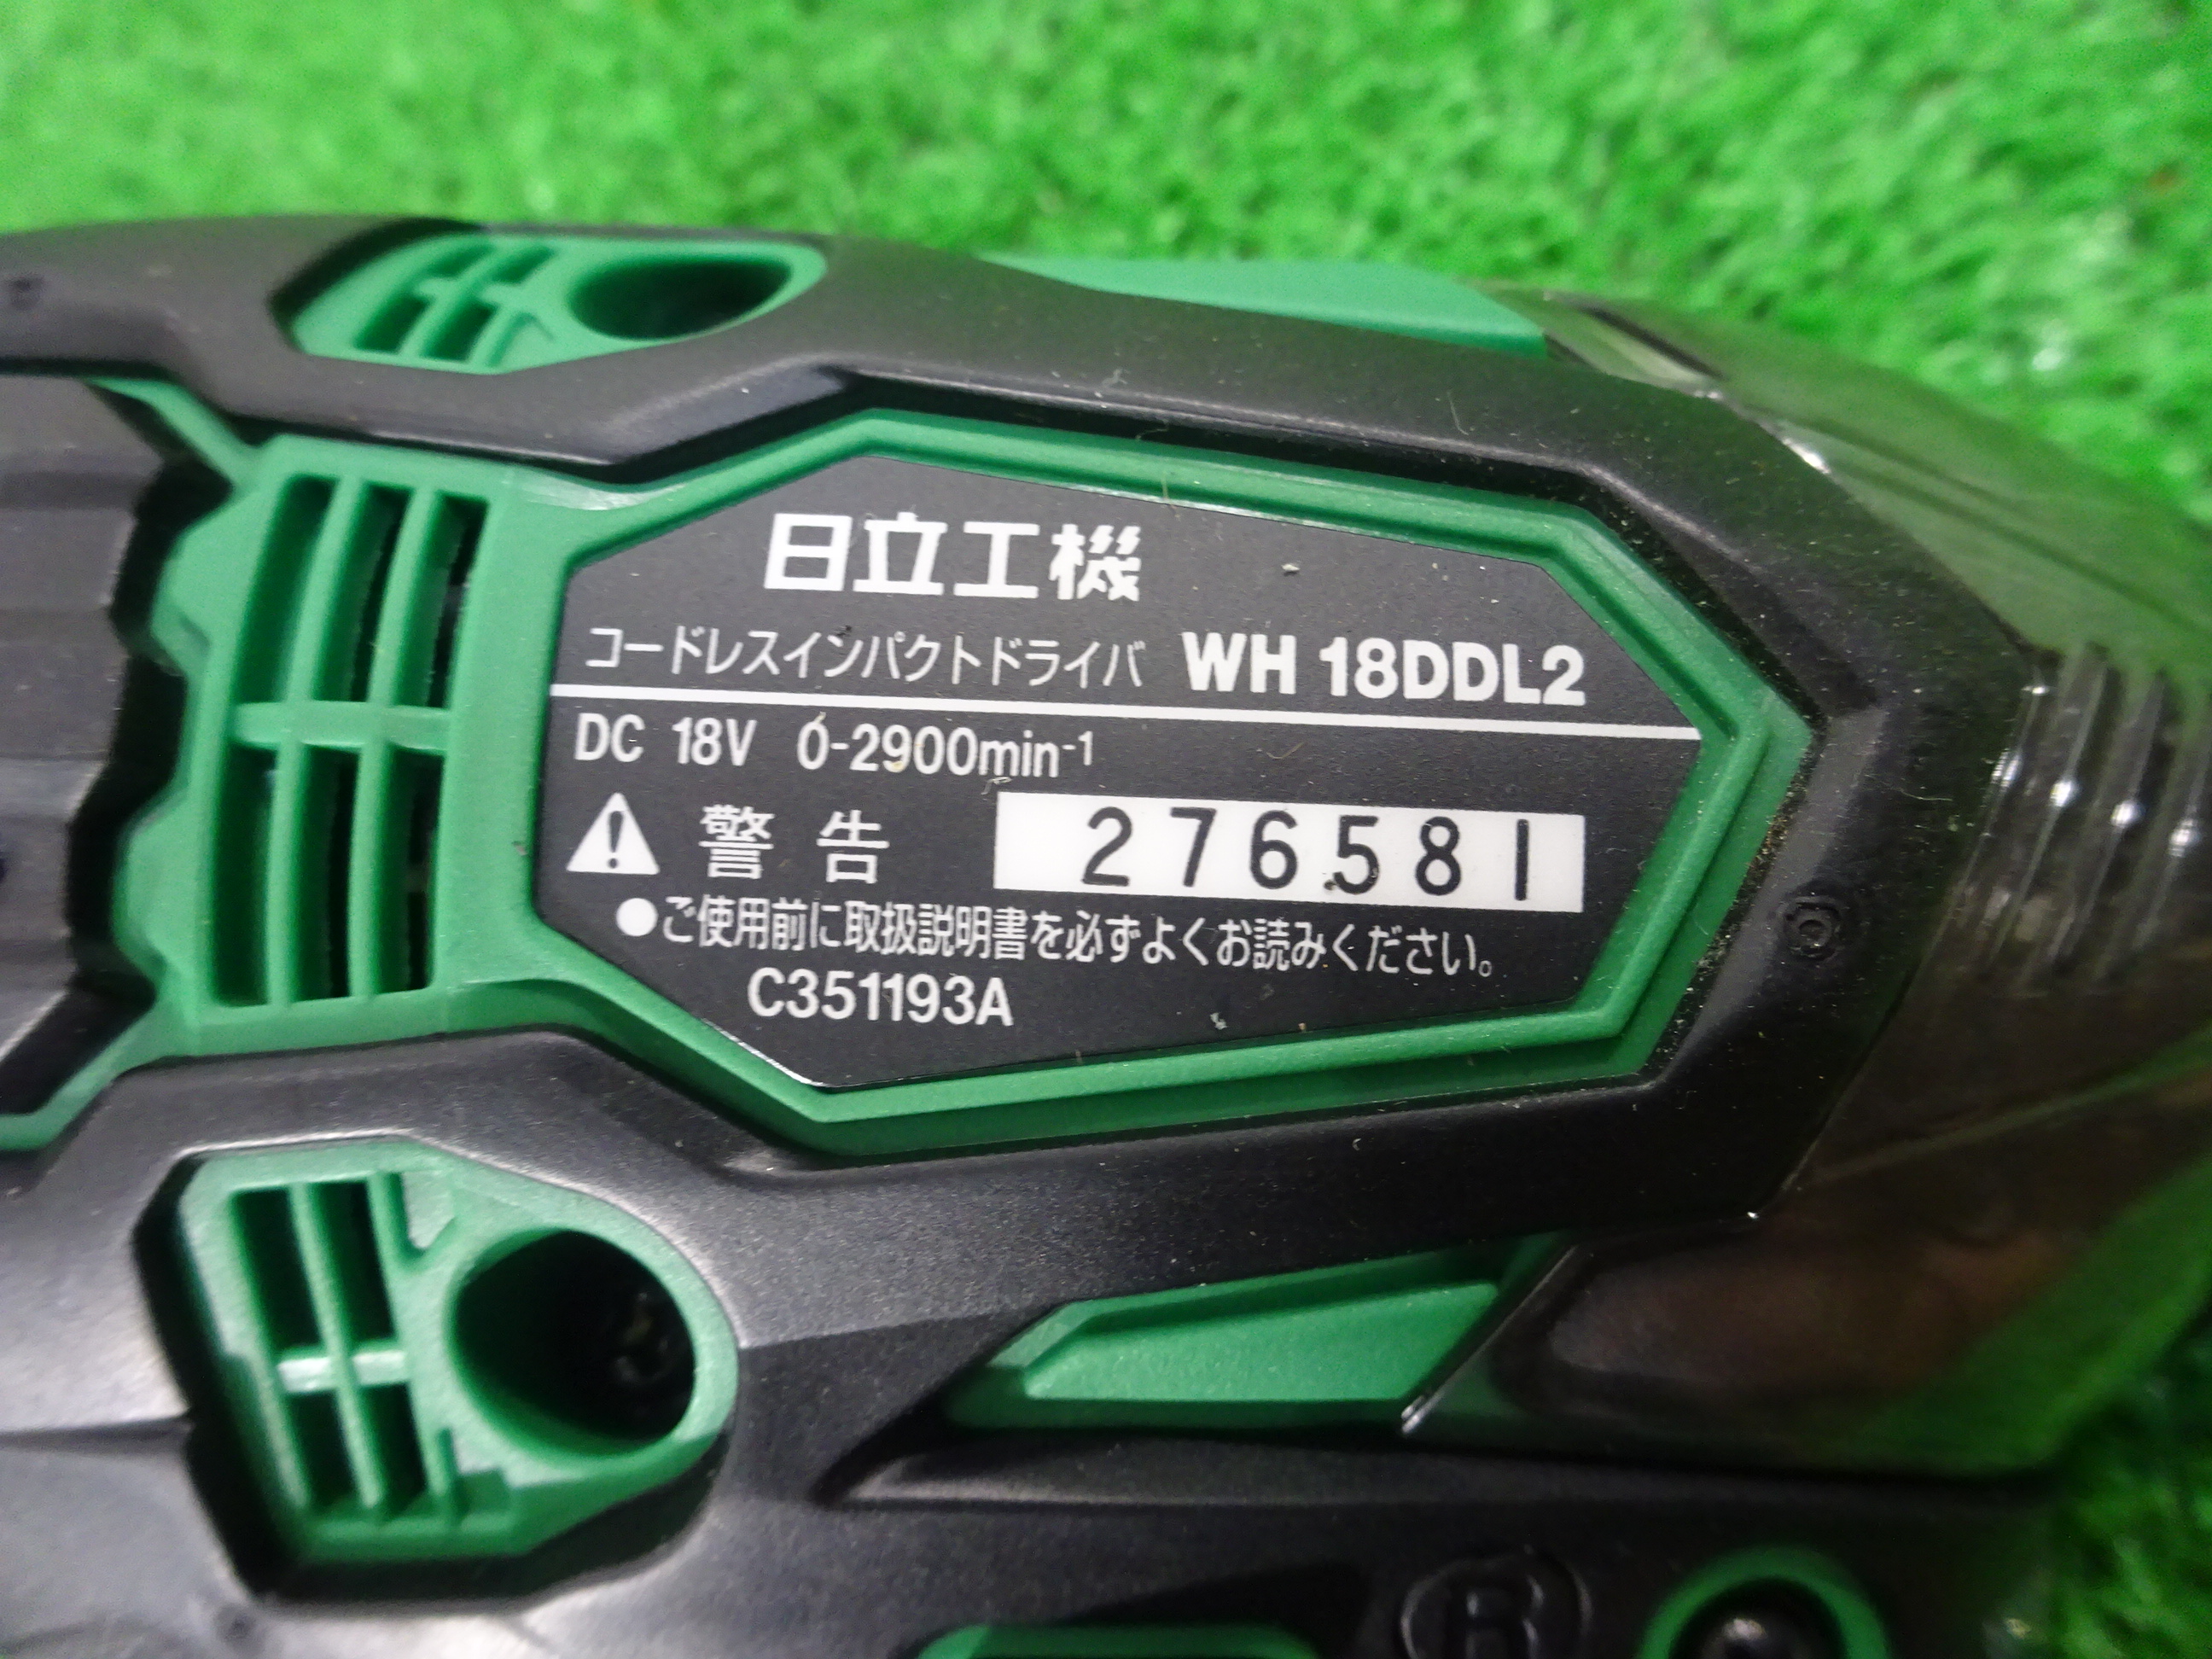 日立工機
コードレスインパクトドライバ WH 18DDL2
DC 18V 0-2900min-1
警告 276581
●ご使用前に取扱説明書を必ずよくお読みください。
C351193A
R